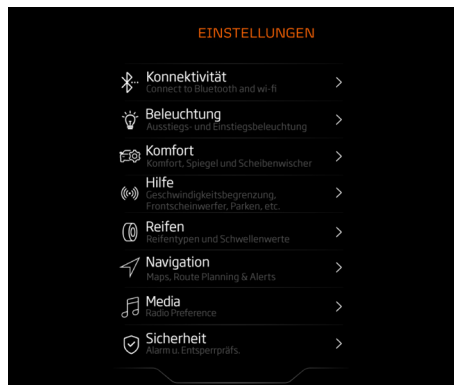 EINSTELLUNGEN
Konnektivität
Connect to Bluetooth and wi-fi
Beleuchtung
Ausstiegs- und Einstiegsbeleuchtung
Komfort
Komfort, Spiegel und Scheibenwischer
Hilfe
Geschwindigkeitsbegrenzung,
Frontscheinwerfer, Parken, etc.
Reifen
Reifentypen und Schwellenwerte
Navigation
Maps, Route Planning & Alerts
Media
Radio Preference
Sicherheit
Alarm u. Entsperrpräfs.